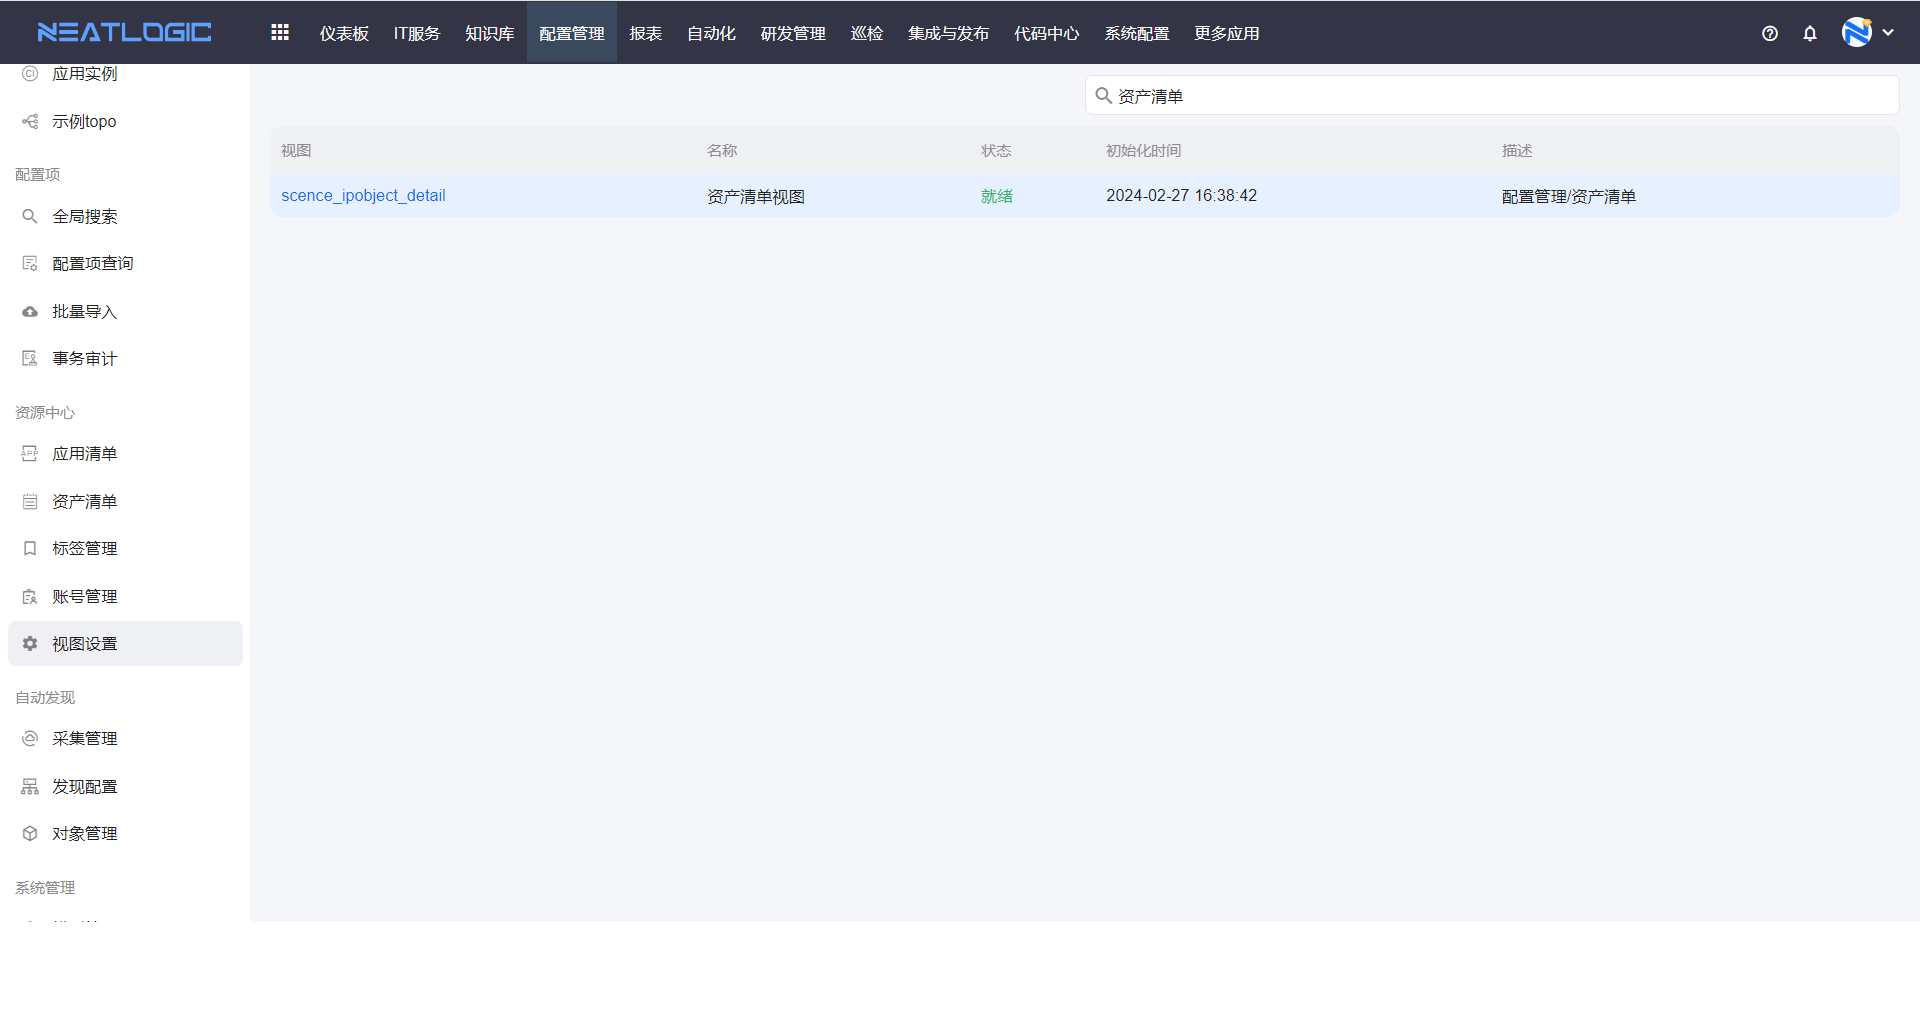 NEATLOGIC
仪表板 IT服务 知识库 配置管理 报表 自动化 研发管理 巡检 集成与发布 代码中心 系统配置 更多应用
应用实例
示例topo
配置项
全局搜索
配置项查询
批量导入
事务审计
资源中心
应用清单
资产清单
标签管理
账号管理
视图设置
自动发现
采集管理
发现配置
对象管理
系统管理
资产清单
视图 名称 状态 初始化时间 描述
scence_ipobject_detail 资产清单视图 就绪 2024-02-27 16:38:42 配置管理/资产清单